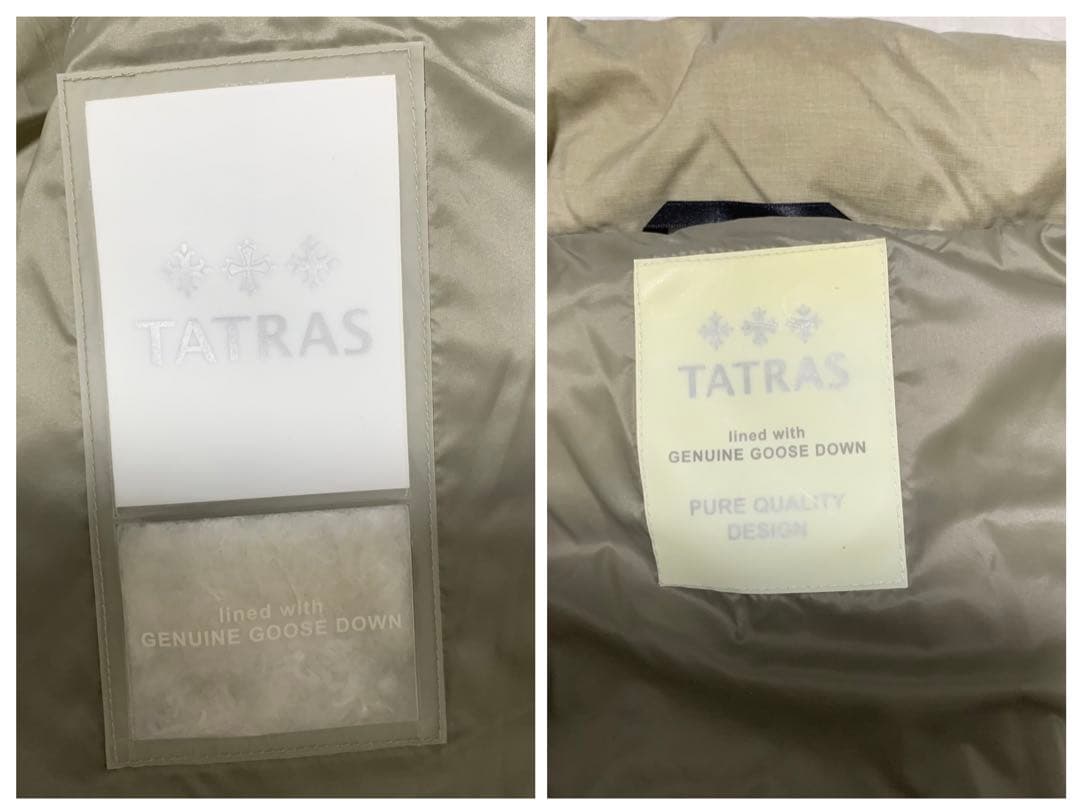 TATRAS
lined with
GENUINE GOOSE DOWN
TATRAS
lined with
GENUINE GOOSE DOWN
PURE QUALITY
DESIGN